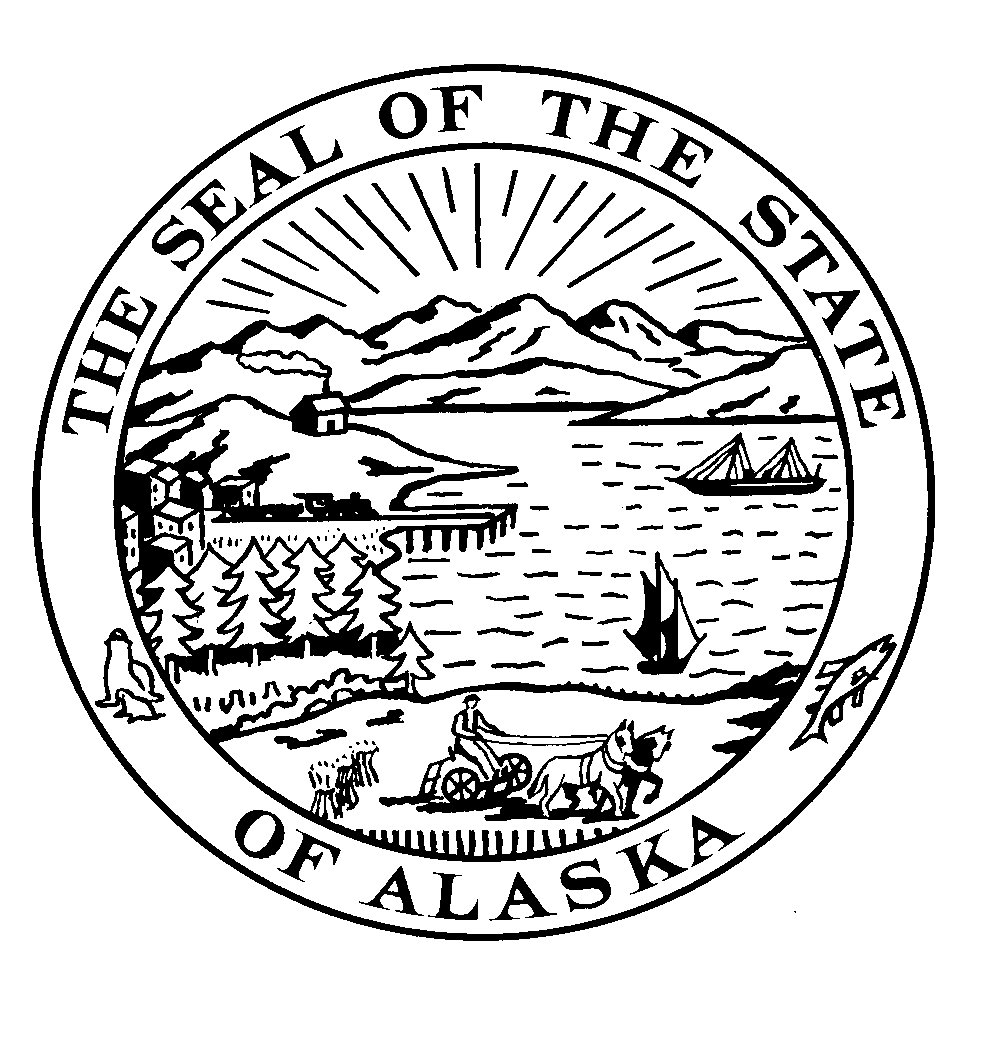 THE SEAL OF THE STATE
OF ALASKA